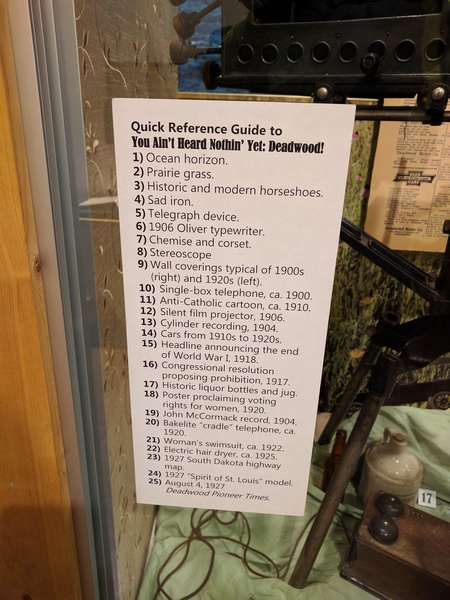 Quick Reference Guide to
You Ain't Heard Nothin' Yet: Deadwood!
1) Ocean horizon.
2) Prairie grass.
3) Historic and modern horseshoes.
4) Sad iron.
5) Telegraph device.
6) 1906 Oliver typewriter.
7) Chemise and corset.
8) Stereoscope
9) Wall coverings typical of 1900s
(right) and 1920s (left).
10) Single-box telephone, ca. 1900.
11) Anti-Catholic cartoon, ca. 1910.
12) Silent film projector, 1906.
13) Cylinder recording, 1904.
14) Cars from 1910s to 1920s.
15) Headline announcing the end
of World War I, 1918.
16) Congressional resolution
proposing prohibition, 1917.
17) Historic liquor bottles and jug.
18) Poster proclaiming voting
rights for women, 1920.
19) John McCormack record, 1904.
20) Bakelite "cradle" telephone, ca.
1920.
21) Woman's swimsuit, ca. 1922.
22) Electric hair dryer, ca. 1925.
23) 1927 South Dakota highway
map.
24) 1927 "Spirit of St. Louis" model.
25) August 4, 1927
Deadwood Pioneer Times.
17